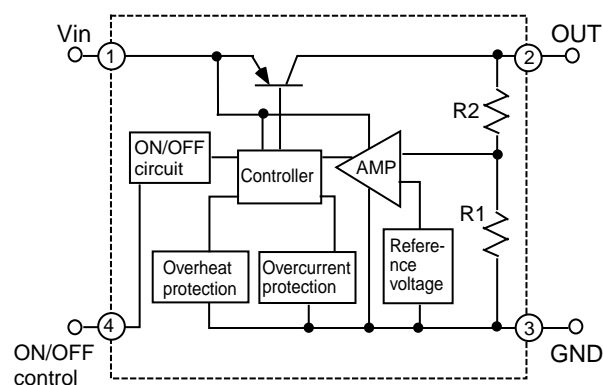 Vin
OUT
1
2
R2
ON/OFF
circuit
Controller
AMP
R1
Overheat
protection
Overcurrent
protection
Refere-
nce
voltage
4
3
ON/OFF
control
GND